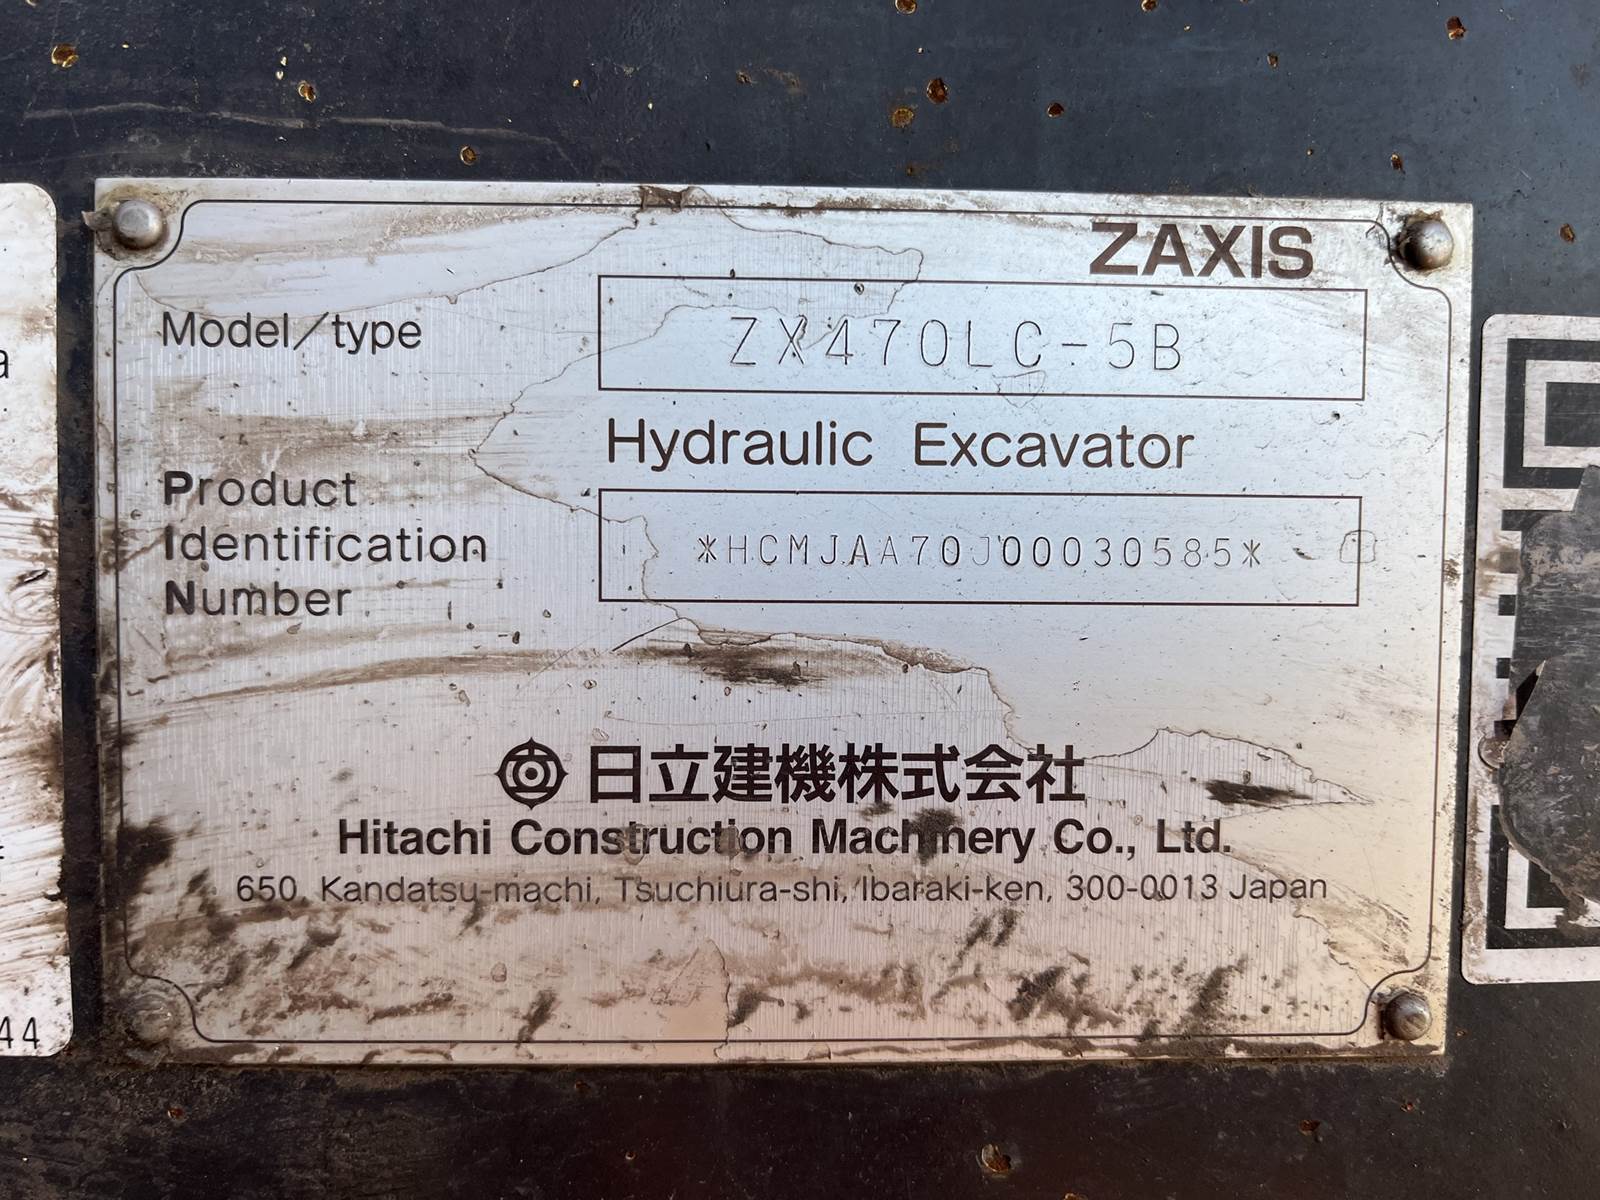 ZAXIS
Model/type
ZX470LC-5B
Hydraulic Excavator
Product
Identification
Number
*HCMJAA70J00030585*
日立建機株式会社
Hitachi Construction Machinery Co., Ltd.
650, Kandatsu-machi, Tsuchiura-shi, Ibaraki-ken, 300-0013 Japan
44